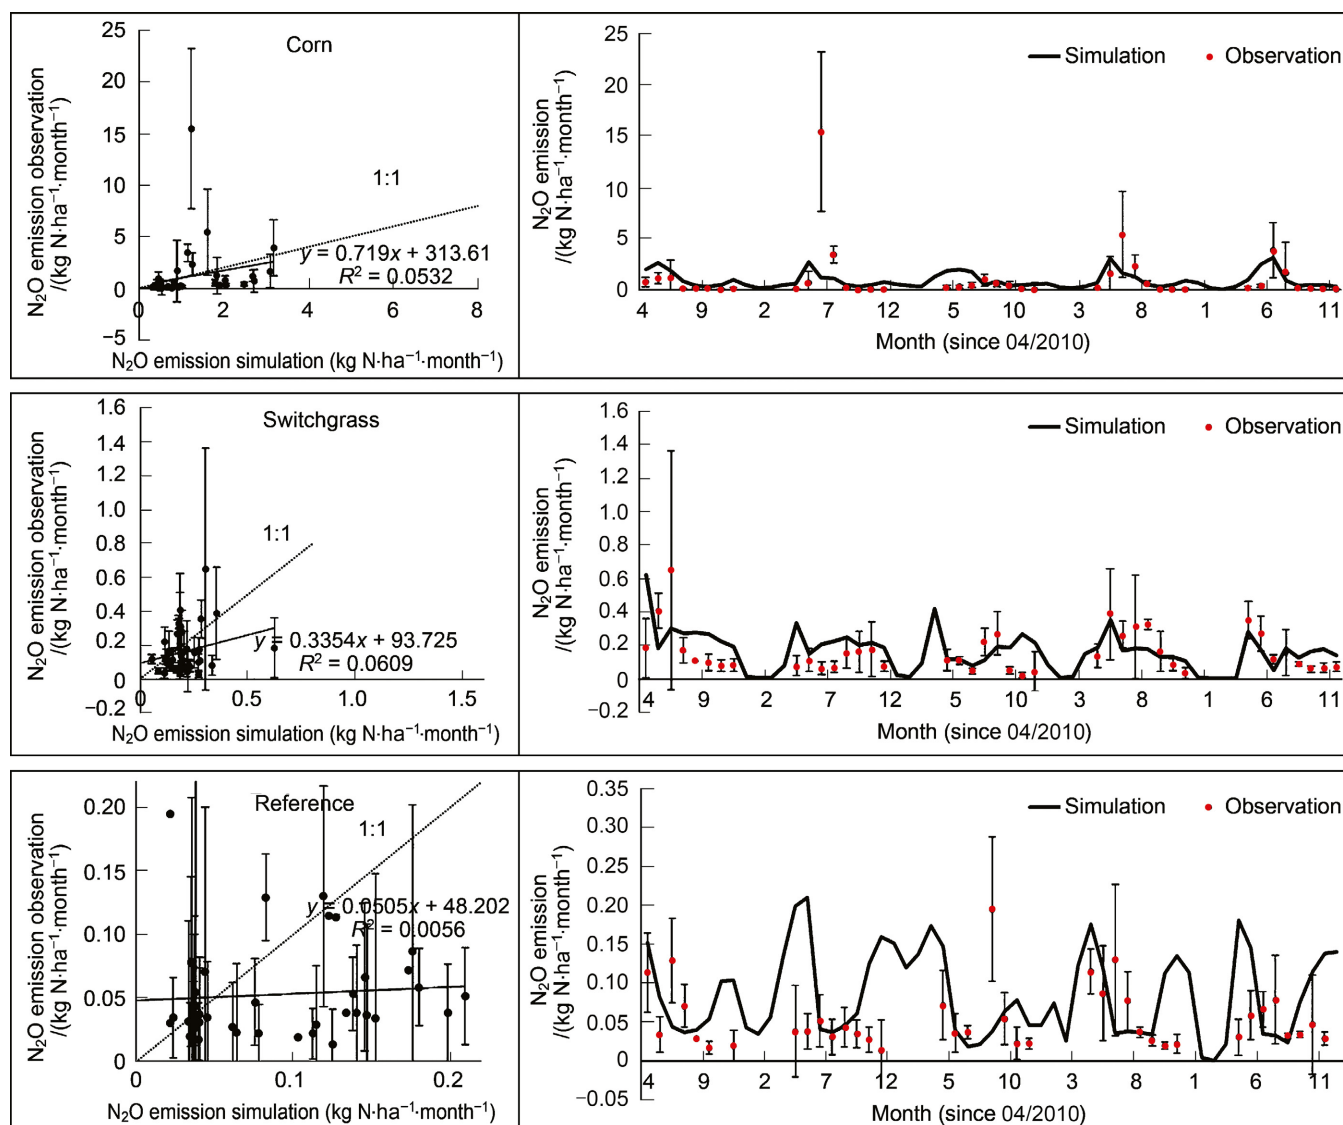 Corn
N₂O emission observation
/(kg N·ha⁻¹·month⁻¹)
25
20
15
10
5
0
−5
1:1
y = 0.719x + 313.61
R² = 0.0532
0 2 4 6 8
N₂O emission simulation (kg N·ha⁻¹·month⁻¹)
Simulation Observation
N₂O emission
/(kg N·ha⁻¹·month⁻¹)
25
20
15
10
5
0
4 9 2 7 12 5 10 3 8 1 6 11
Month (since 04/2010)
Switchgrass
N₂O emission observation
/(kg N·ha⁻¹·month⁻¹)
1.6
1.4
1.2
1.0
0.8
0.6
0.4
0.2
0
−0.2
1:1
y = 0.3354x + 93.725
R² = 0.0609
0 0.5 1.0 1.5
N₂O emission simulation (kg N·ha⁻¹·month⁻¹)
Simulation Observation
N₂O emission
/(kg N·ha⁻¹·month⁻¹)
1.6
1.4
1.2
1.0
0.8
0.6
0.4
0.2
0
−0.2
4 9 2 7 12 5 10 3 8 1 6 11
Month (since 04/2010)
Reference
N₂O emission observation
/(kg N·ha⁻¹·month⁻¹)
0.20
0.15
0.10
0.05
0
1:1
y = 0.0505x + 48.202
R² = 0.0056
0 0.1 0.2
N₂O emission simulation (kg N·ha⁻¹·month⁻¹)
Simulation Observation
N₂O emission
/(kg N·ha⁻¹·month⁻¹)
0.35
0.30
0.25
0.20
0.15
0.10
0.05
0
−0.05
4 9 2 7 12 5 10 3 8 1 6 11
Month (since 04/2010)